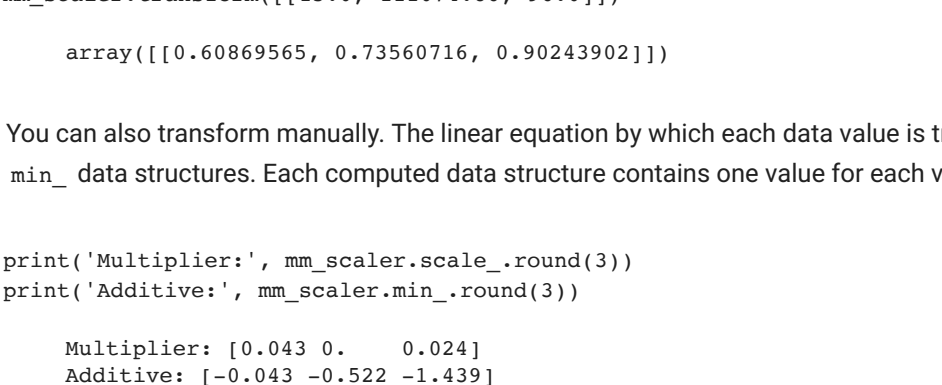 array([[0.60869565, 0.73560716, 0.90243902]])
You can also transform manually. The linear equation by which each data value is
min_ data structures. Each computed data structure contains one value for each
print('Multiplier:', mm_scaler.scale_.round(3))
print('Additive:', mm_scaler.min_.round(3))
Multiplier: [0.043 0. 0.024]
Additive: [-0.043 -0.522 -1.439]